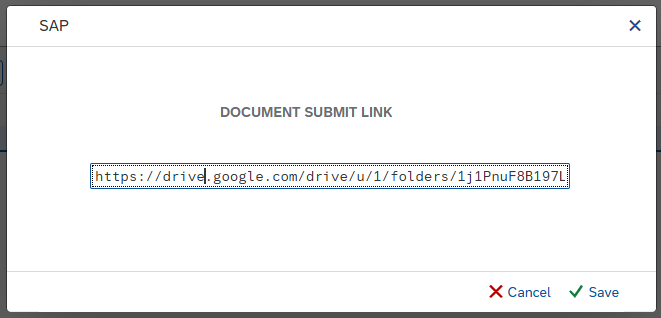 SAP
DOCUMENT SUBMIT LINK
https://drive.google.com/drive/u/1/folders/1j1PnuF8B197L
Cancel Save